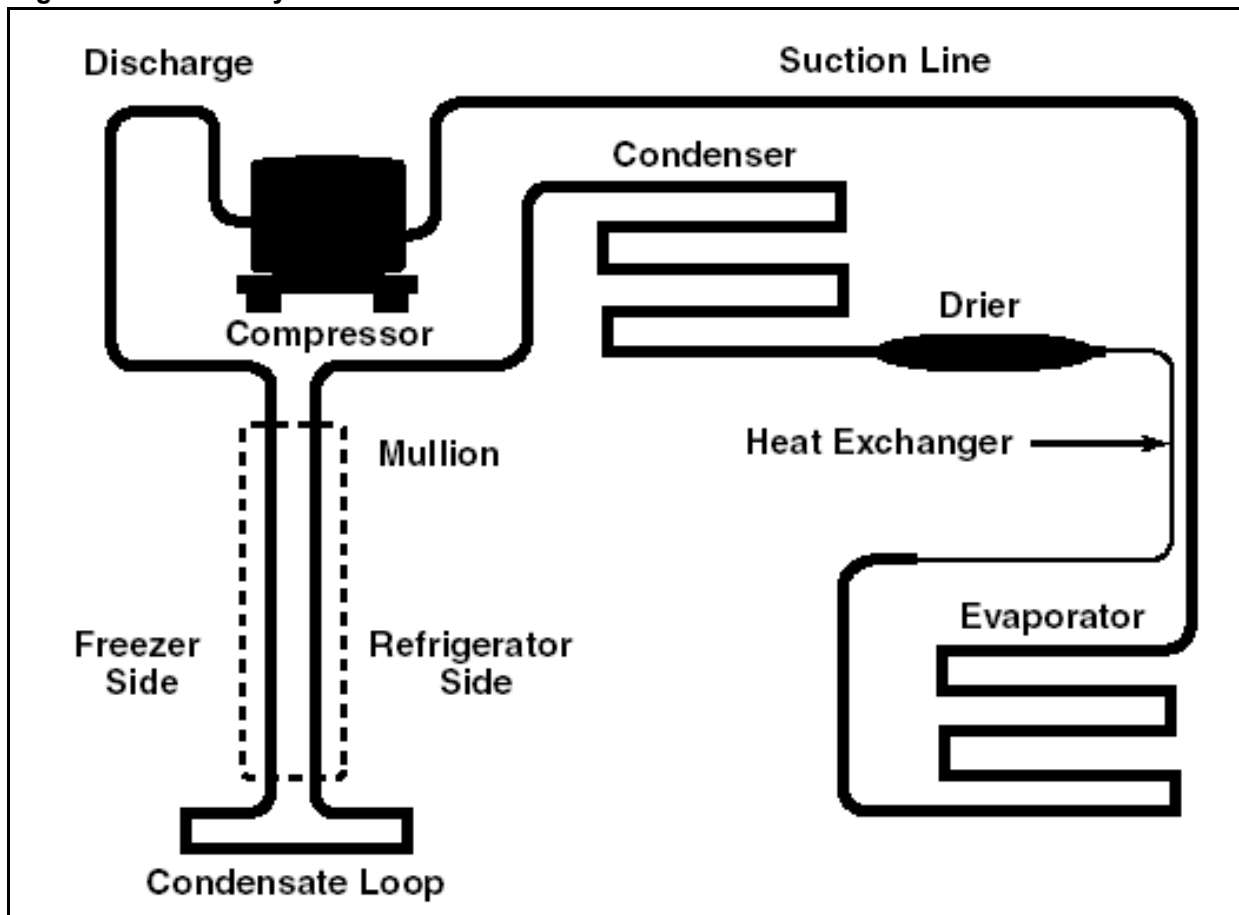 Discharge
Suction Line
Condenser
Drier
Compressor
Heat Exchanger
Mullion
Evaporator
Freezer
Side
Refrigerator
Side
Condensate Loop